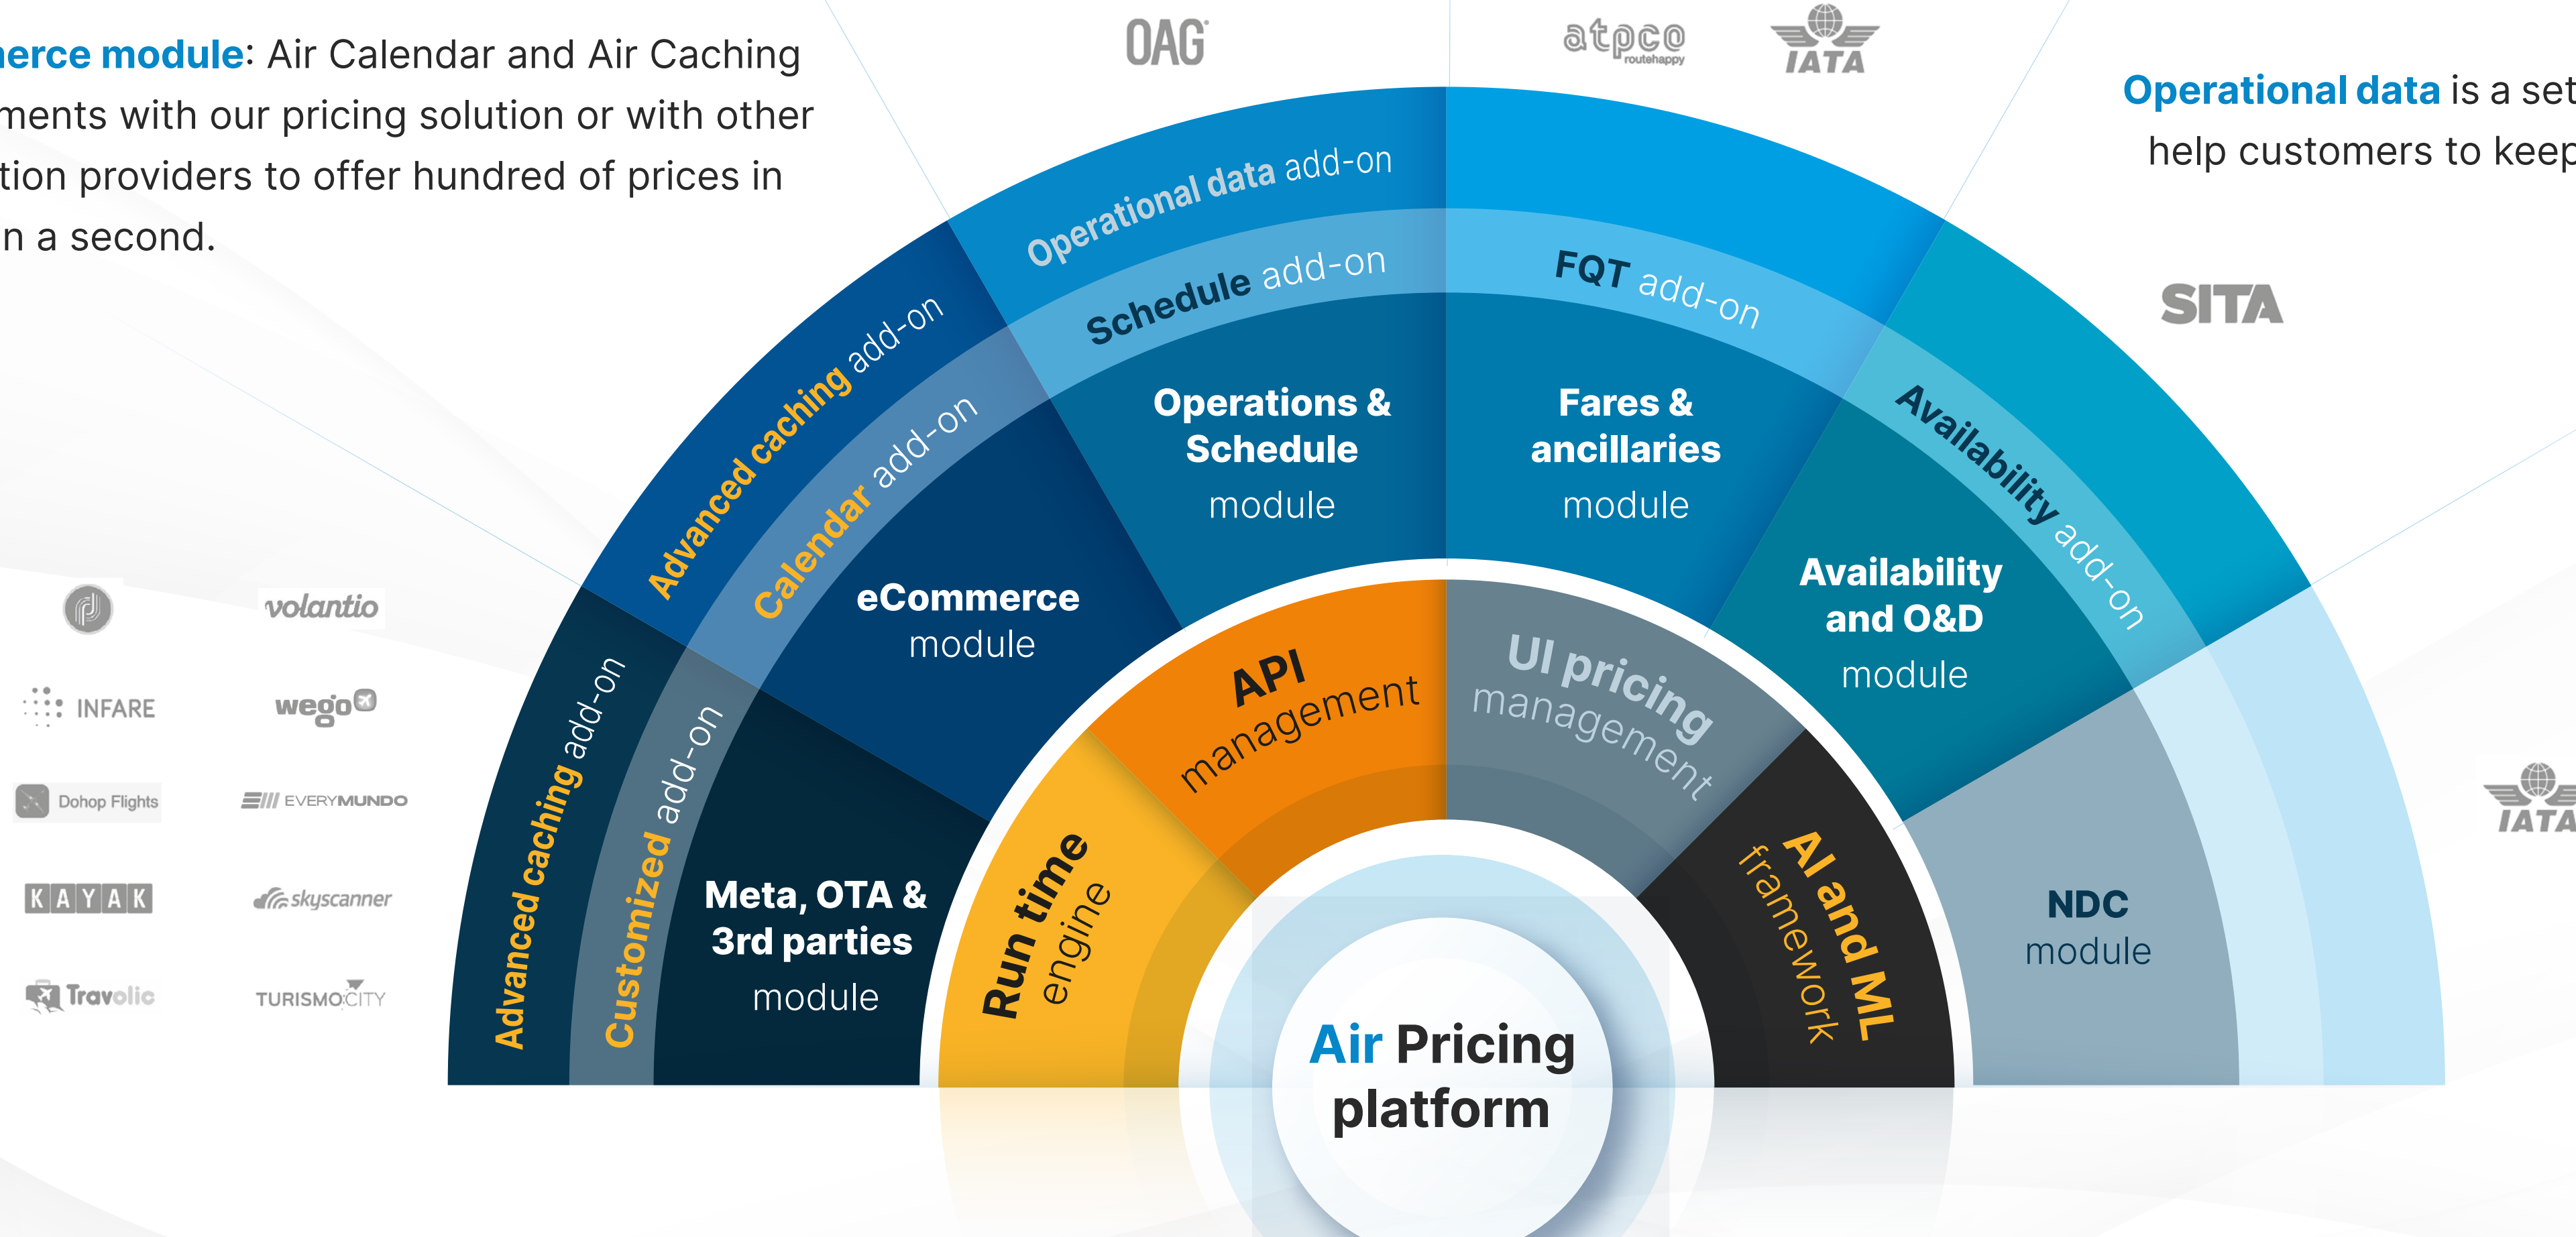 erce module: Air Calendar and Air Caching
ments with our pricing solution or with other
tion providers to offer hundred of prices in
n a second.
OAG
atpco
routehappy
IATA
Operational data is a set
help customers to keep
SITA
Operational data add-on
Schedule add-on
FQT add-on
Advanced caching add-on
Calendar add-on
Availability add-on
Operations &
Schedule
module
Fares &
ancillaries
module
eCommerce
module
Availability
and O&D
module
Advanced caching add-on
Customized add-on
Meta, OTA &
3rd parties
module
NDC
module
Run time
engine
API
management
UI pricing
management
AI and ML
framework
Air Pricing
platform
volantio
INFARE
wego
Dohop Flights
EVERYMUNDO
KAYAK
skyscanner
Travolic
TURISMOCITY
IATA